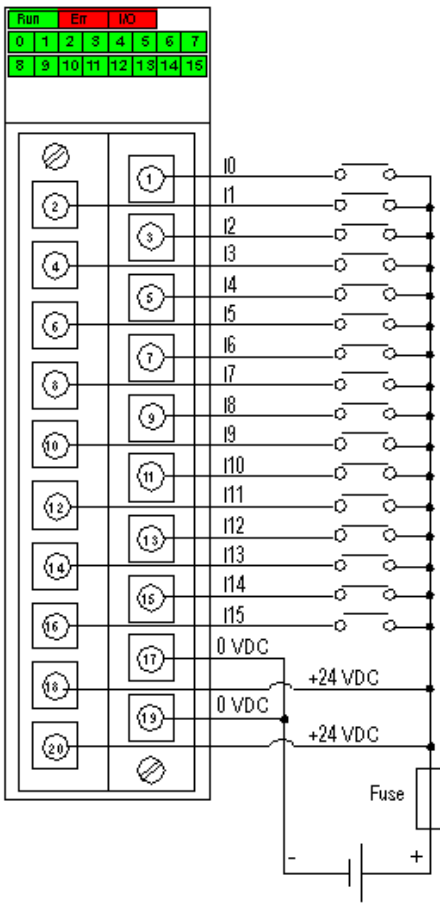 Run Err I/O
0 1 2 3 4 5 6 7
8 9 10 11 12 13 14 15
1 I0
2 I1
3 I2
4 I3
5 I4
6 I5
7 I6
8 I7
9 I8
10 I9
11 I10
12 I11
13 I12
14 I13
15 I14
16 I15
17 0 VDC
18 +24 VDC
19 0 VDC
20 +24 VDC
Fuse
- +